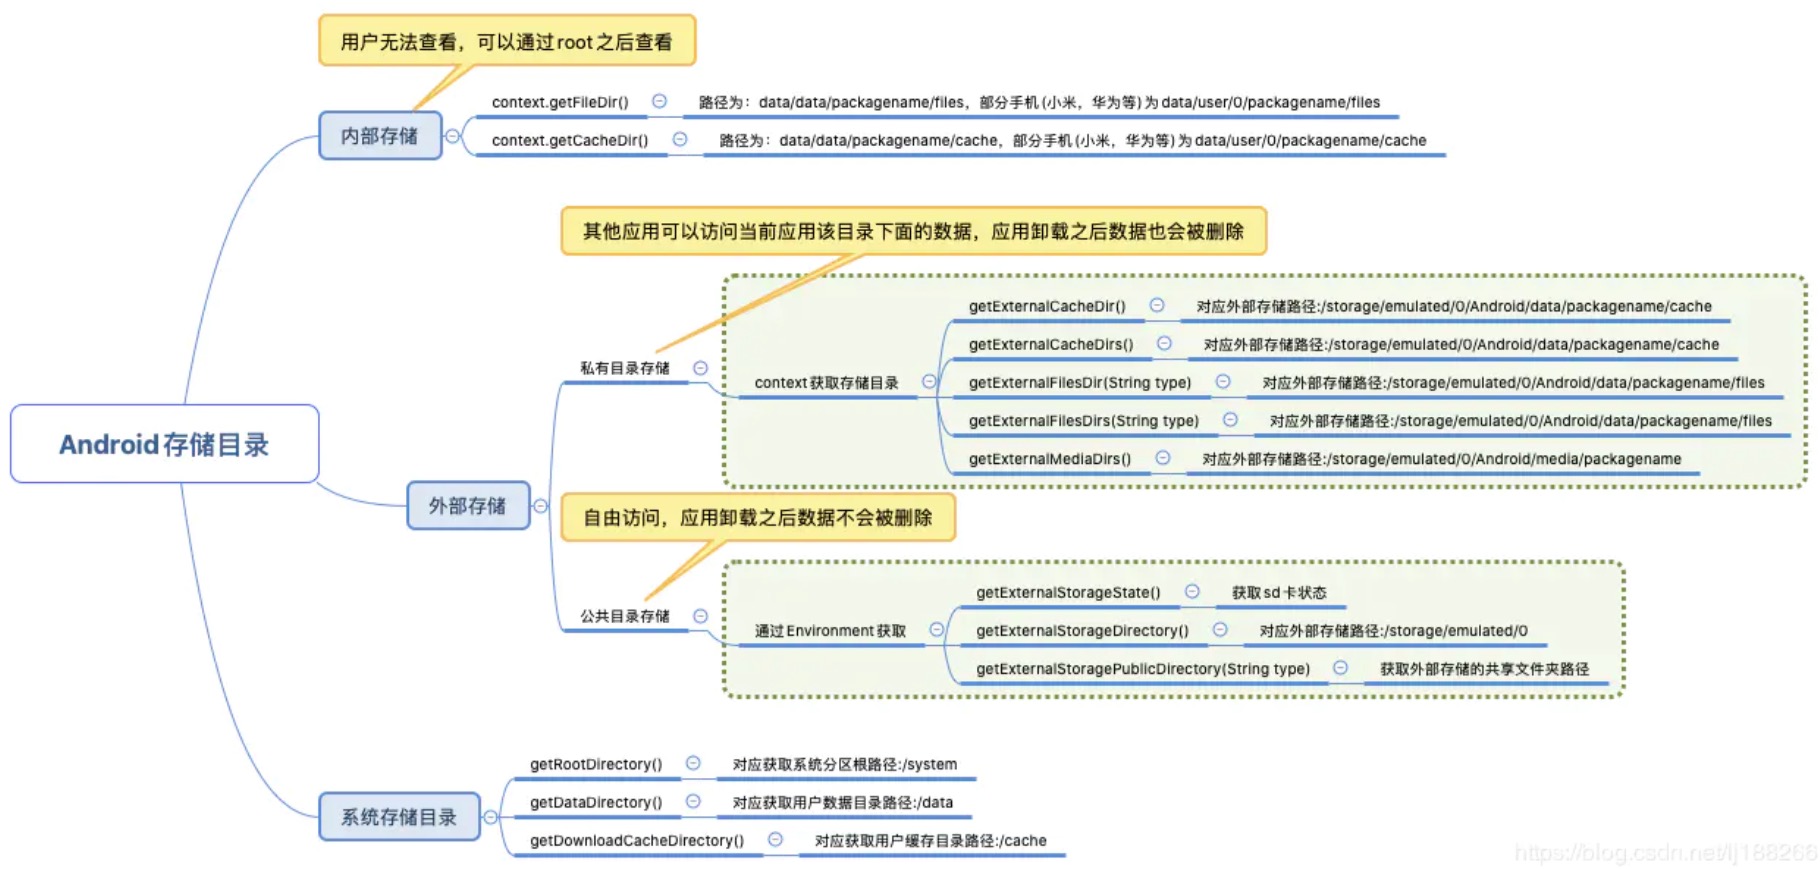 用户无法查看，可以通过root之后查看
内部存储
context.getFileDir()
路径为：data/data/packagename/files，部分手机(小米，华为等)为data/user/0/packagename/files
context.getCacheDir()
路径为：data/data/packagename/cache，部分手机(小米，华为等)为data/user/0/packagename/cache
其他应用可以访问当前应用该目录下面的数据，应用卸载之后数据也会被删除
Android存储目录
外部存储
私有目录存储
context获取存储目录
getExternalCacheDir()
对应外部存储路径:/storage/emulated/0/Android/data/packagename/cache
getExternalCacheDirs()
对应外部存储路径:/storage/emulated/0/Android/data/packagename/cache
getExternalFilesDir(String type)
对应外部存储路径:/storage/emulated/0/Android/data/packagename/files
getExternalFilesDirs(String type)
对应外部存储路径:/storage/emulated/0/Android/data/packagename/files
getExternalMediaDirs()
对应外部存储路径:/storage/emulated/0/Android/media/packagename
自由访问，应用卸载之后数据不会被删除
公共目录存储
通过Environment获取
getExternalStorageState()
获取sd卡状态
getExternalStorageDirectory()
对应外部存储路径:/storage/emulated/0
getExternalStoragePublicDirectory(String type)
获取外部存储的共享文件夹路径
系统存储目录
getRootDirectory()
对应获取系统分区根路径:/system
getDataDirectory()
对应获取用户数据目录路径:/data
getDownloadCacheDirectory()
对应获取用户缓存目录路径:/cache
https://blog.csdn.net/lj188266